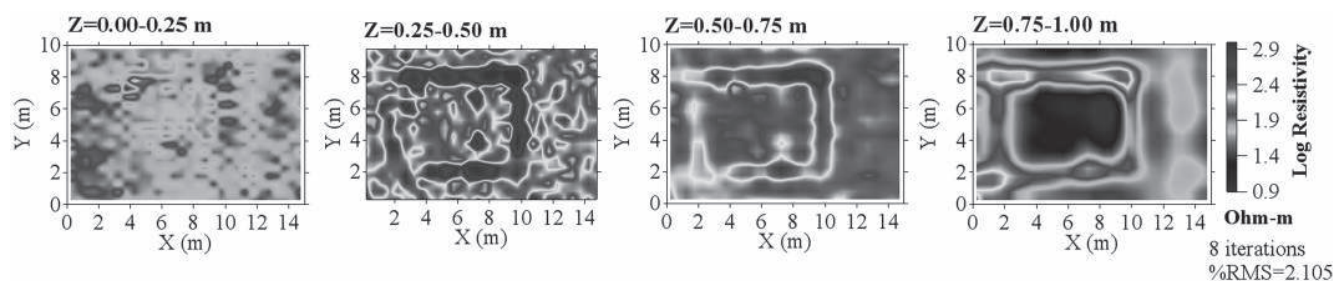 Z=0.00-0.25 m
10
8
6
4
2
0
Y (m)
0 2 4 6 8 10 12 14
X (m)
Z=0.25-0.50 m
10
8
6
4
2
Y (m)
2 4 6 8 10 12 14
X (m)
Z=0.50-0.75 m
10
8
6
4
2
0
Y (m)
0 2 4 6 8 10 12 14
X (m)
Z=0.75-1.00 m
10
8
6
4
2
0
Y (m)
0 2 4 6 8 10 12 14
X (m)
2.9
2.4
1.9
1.4
0.9
Log Resistivity
Ohm-m
8 iterations
%RMS=2.105